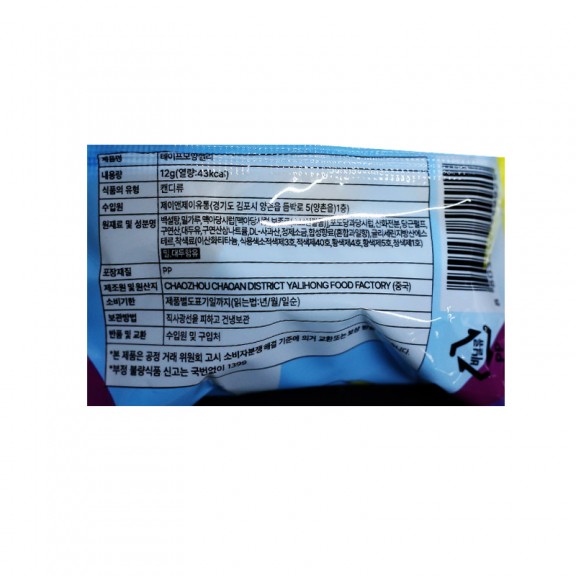 제품명 테이프모양젤리
내용량 12g(열량:43kcal)
식품의 유형 캔디류
수입원 제이앤제이유통(경기도 김포시 양촌읍 듬박로 5(양촌읍)1층)
원재료 및 성분명 백설탕,밀가루,맥아당시럽 포도당과당시럽,산화전분,당근펄프,
구연산,대두유,구연산삼나트륨,DL-사과산,정제소금,합성향료(혼합과일향),글리세린지방산에스
테르,착색료(이산화티타늄, 식용색소적색제3호,적색제40호,황색제4호,황색제5호,청색제1호)
밀,대두함유
포장재질 PP
제조원 및 원산지 CHAOZHOU CHAOAN DISTRICT YALIHONG FOOD FACTORY (중국)
소비기한 제품별도표기일까지(읽는법:년/월/일순)
보관방법 직사광선을 피하고 건냉보관
반품 및 교환 수입원 및 구입처
*본 제품은 공정 거래 위원회 고시 소비자분쟁 해결 기준에 의거 교환또는 보상
*부정 불량식품 신고는 국번없이 1399
비닐류
PP